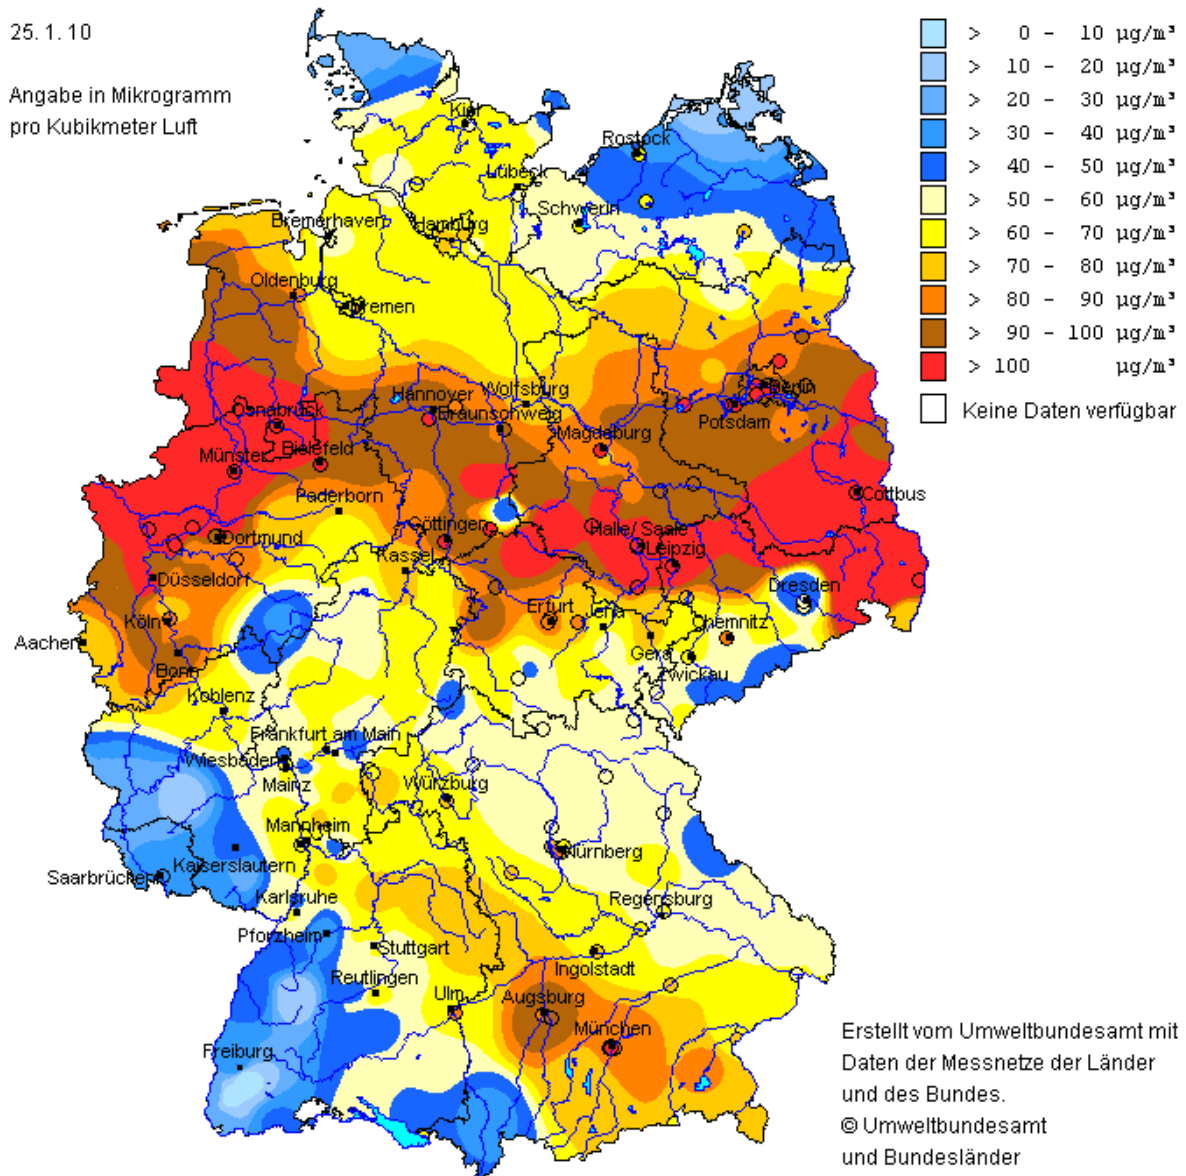 25. 1. 10
Angabe in Mikrogramm
pro Kubikmeter Luft
> 0 - 10 µg/m³
> 10 - 20 µg/m³
> 20 - 30 µg/m³
> 30 - 40 µg/m³
> 40 - 50 µg/m³
> 50 - 60 µg/m³
> 60 - 70 µg/m³
> 70 - 80 µg/m³
> 80 - 90 µg/m³
> 90 - 100 µg/m³
> 100 µg/m³
Keine Daten verfügbar
Kiel
Rostock
Lübeck
Schwerin
Bremerhaven
Hamburg
Oldenburg
Bremen
Wolfsburg
Hannover
Berlin
Osnabrück
Braunschweig
Potsdam
Magdeburg
Bielefeld
Münster
Paderborn
Cottbus
Göttingen
Halle/ Saale
Dortmund
Leipzig
Kassel
Düsseldorf
Dresden
Erfurt
Jena
Köln
Chemnitz
Aachen
Gera
Bonn
Zwickau
Koblenz
Frankfurt am Main
Wiesbaden
Mainz
Würzburg
Mannheim
Nürnberg
Kaiserslautern
Saarbrücken
Karlsruhe
Regensburg
Pforzheim
Stuttgart
Ingolstadt
Reutlingen
Ulm
Augsburg
München
Freiburg
Erstellt vom Umweltbundesamt mit
Daten der Messnetze der Länder
und des Bundes.
© Umweltbundesamt
und Bundesländer